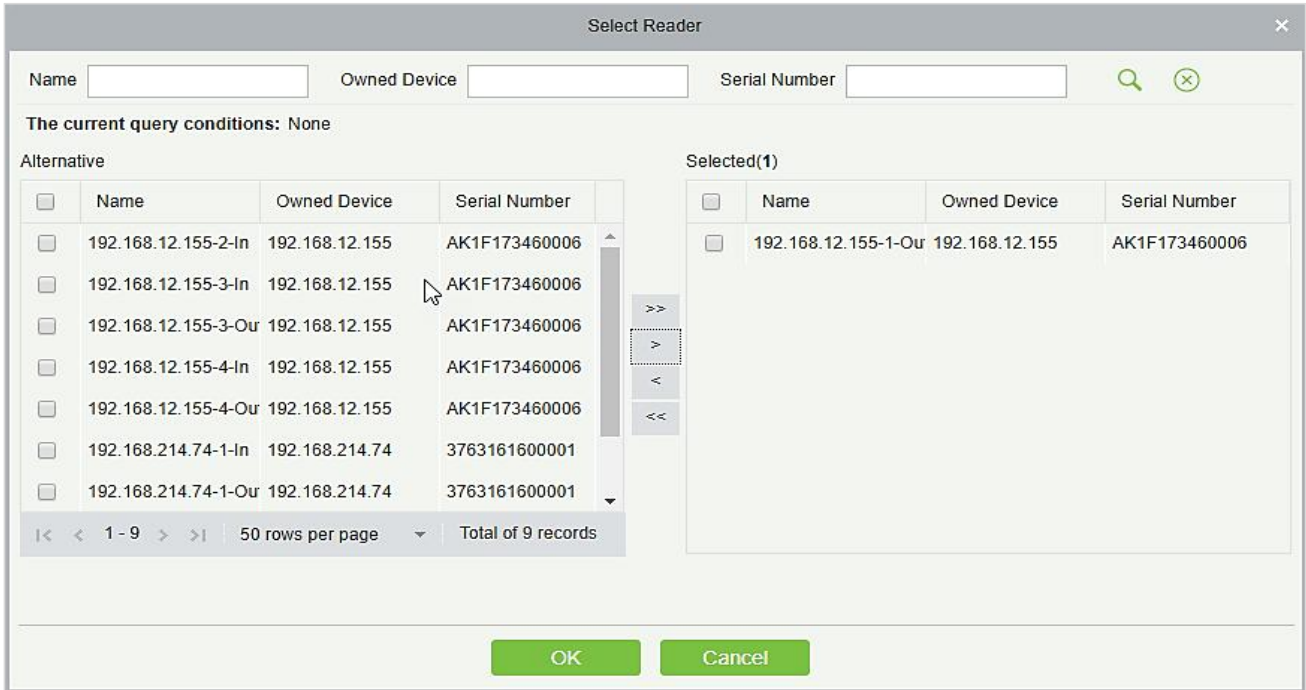 Select Reader ×
Name Owned Device Serial Number
The current query conditions: None
Alternative Selected(1)
Name Owned Device Serial Number Name Owned Device Serial Number
192.168.12.155-2-In 192.168.12.155 AK1F173460006 192.168.12.155-1-Ou 192.168.12.155 AK1F173460006
192.168.12.155-3-In 192.168.12.155 AK1F173460006
>>
192.168.12.155-3-Ou 192.168.12.155 AK1F173460006
>
192.168.12.155-4-In 192.168.12.155 AK1F173460006
<
192.168.12.155-4-Ou 192.168.12.155 AK1F173460006
<<
192.168.214.74-1-In 192.168.214.74 3763161600001
192.168.214.74-1-Ou 192.168.214.74 3763161600001
|< < 1 - 9 > >| 50 rows per page Total of 9 records
OK Cancel